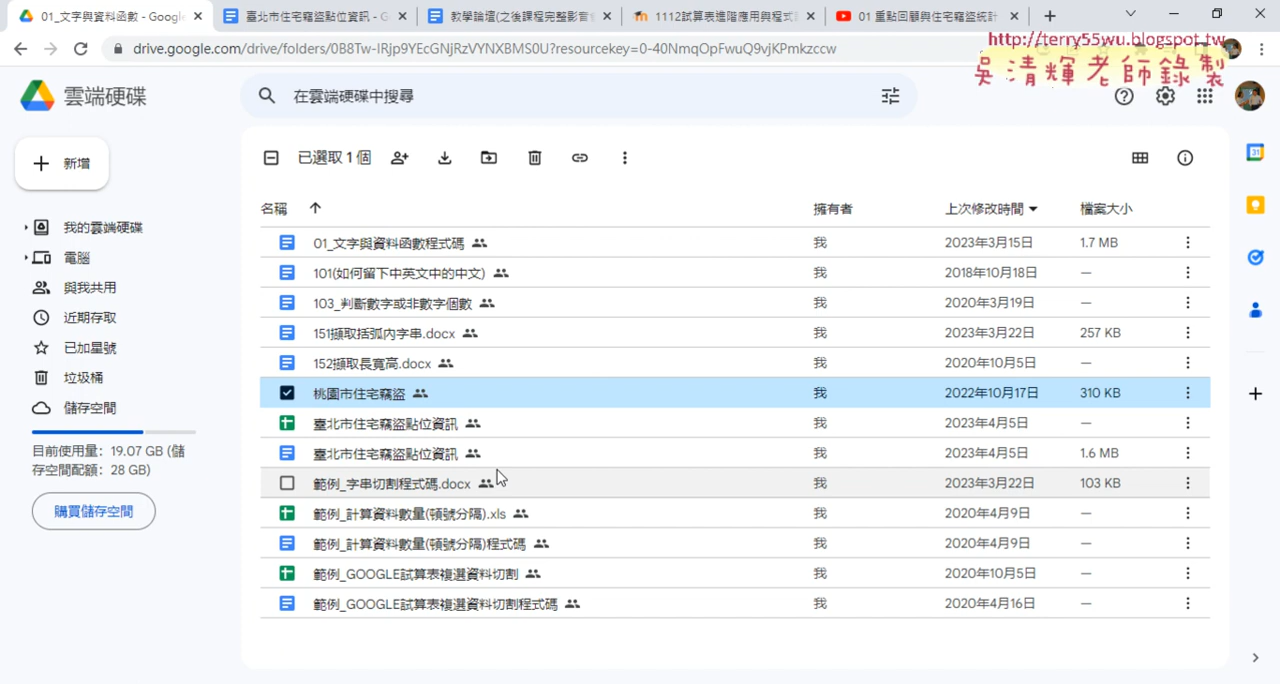 01_文字與資料函數 - Google
臺北市住宅竊盜點位資訊 - G
教學論壇(之後課程完整影音
1112試算表進階應用與程式
01 重點回顧與住宅竊盜統計
drive.google.com/drive/folders/0B8Tw-IRjp9YEcGNjRzVYNXBMS0U?resourcekey=0-40NmqOpFwuQ9vjKPmkzccw
http://terry55wu.blogspot.tw
吳清輝老師錄製
雲端硬碟
在雲端硬碟中搜尋
新增
已選取 1 個
名稱 擁有者 上次修改時間 檔案大小
我的雲端硬碟
電腦
與我共用
近期存取
已加星號
垃圾桶
儲存空間
目前使用量：19.07 GB (儲
存空間配額：28 GB)
購買儲存空間
01_文字與資料函數程式碼 我 2023年3月15日 1.7 MB
101(如何留下中英文中的中文) 我 2018年10月18日 —
103_判斷數字或非數字個數 我 2020年3月19日 —
151擷取括弧內字串.docx 我 2023年3月22日 257 KB
152擷取長寬高.docx 我 2020年10月5日 —
桃園市住宅竊盜 我 2022年10月17日 310 KB
臺北市住宅竊盜點位資訊 我 2023年4月5日 —
臺北市住宅竊盜點位資訊 我 2023年4月5日 1.6 MB
範例_字串切割程式碼.docx 我 2023年3月22日 103 KB
範例_計算資料數量(頓號分隔).xls 我 2020年4月9日 —
範例_計算資料數量(頓號分隔)程式碼 我 2020年4月9日 —
範例_GOOGLE試算表複選資料切割 我 2020年10月5日 —
範例_GOOGLE試算表複選資料切割程式碼 我 2020年4月16日 —